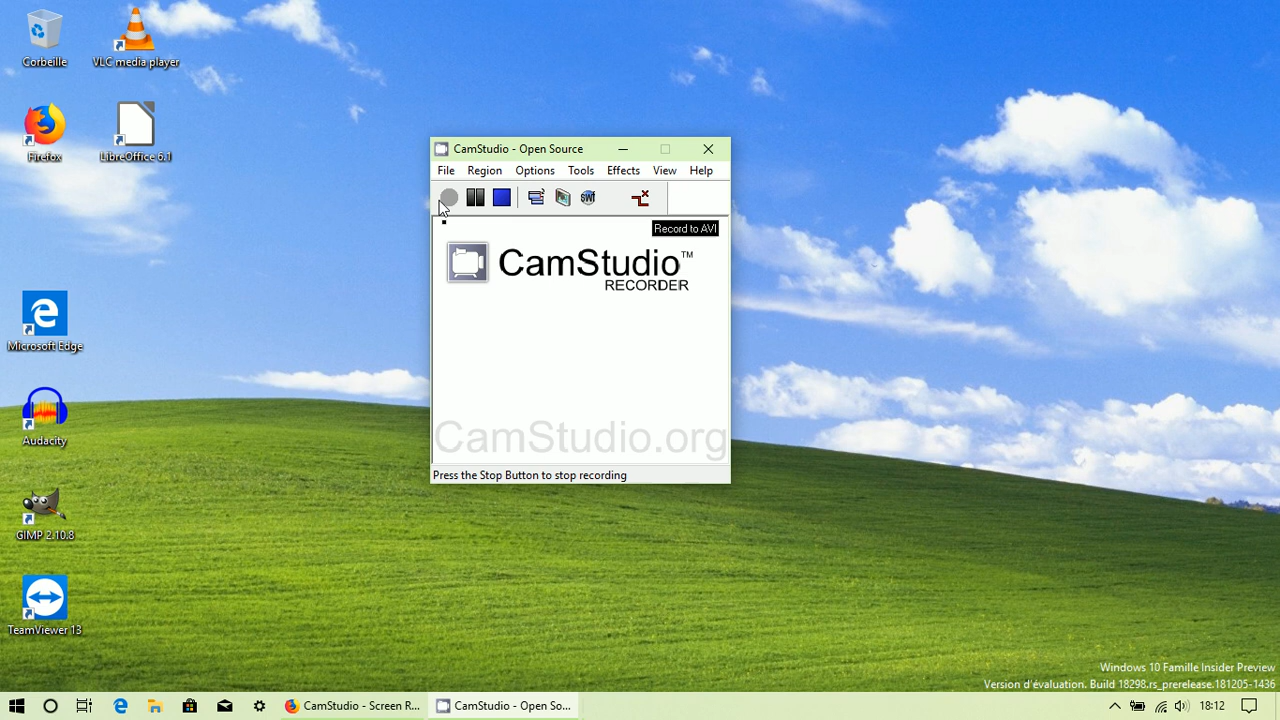 Corbeille
VLC media player
Firefox
LibreOffice 6.1
Microsoft Edge
Audacity
GIMP 2.10.8
TeamViewer 13
CamStudio - Open Source
File Region Options Tools Effects View Help
SWF
Record to AVI
CamStudio™
RECORDER
CamStudio.org
Press the Stop Button to stop recording
Windows 10 Famille Insider Preview
Version d'évaluation. Build 18298.rs_prerelease.181205-1436
CamStudio - Screen R...
CamStudio - Open So...
18:12